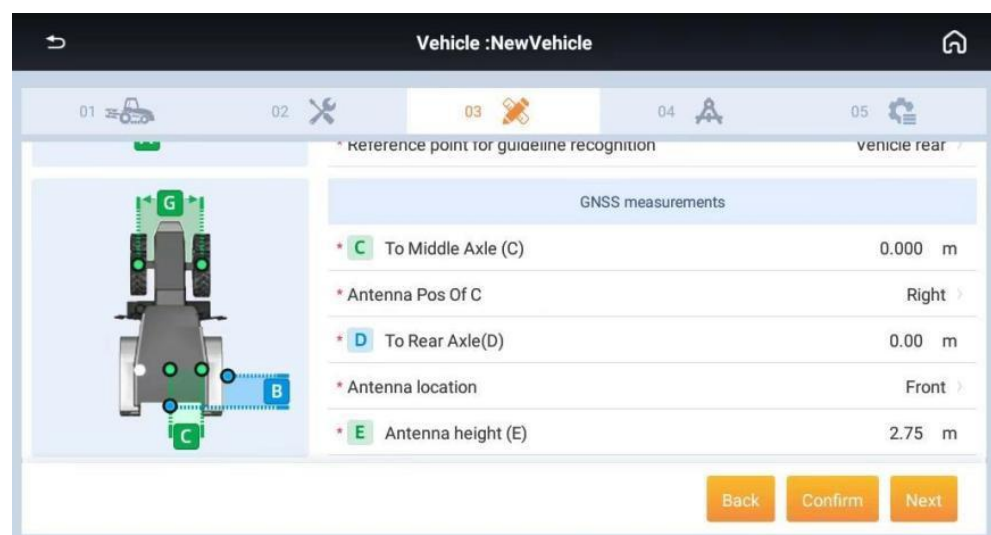 Vehicle :NewVehicle
01 02 03 04 05
* Reference point for guideline recognition Vehicle rear
GNSS measurements
G
* C To Middle Axle (C) 0.000 m
* Antenna Pos Of C Right
* D To Rear Axle(D) 0.00 m
B
* Antenna location Front
C
* E Antenna height (E) 2.75 m
Back Confirm Next